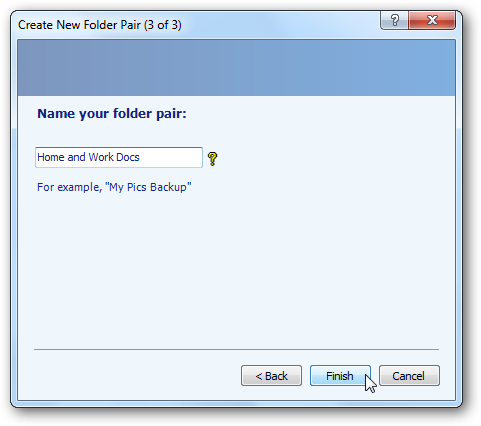 Create New Folder Pair (3 of 3)
?
Name your folder pair:
Home and Work Docs
?
For example, "My Pics Backup"
< Back Finish Cancel